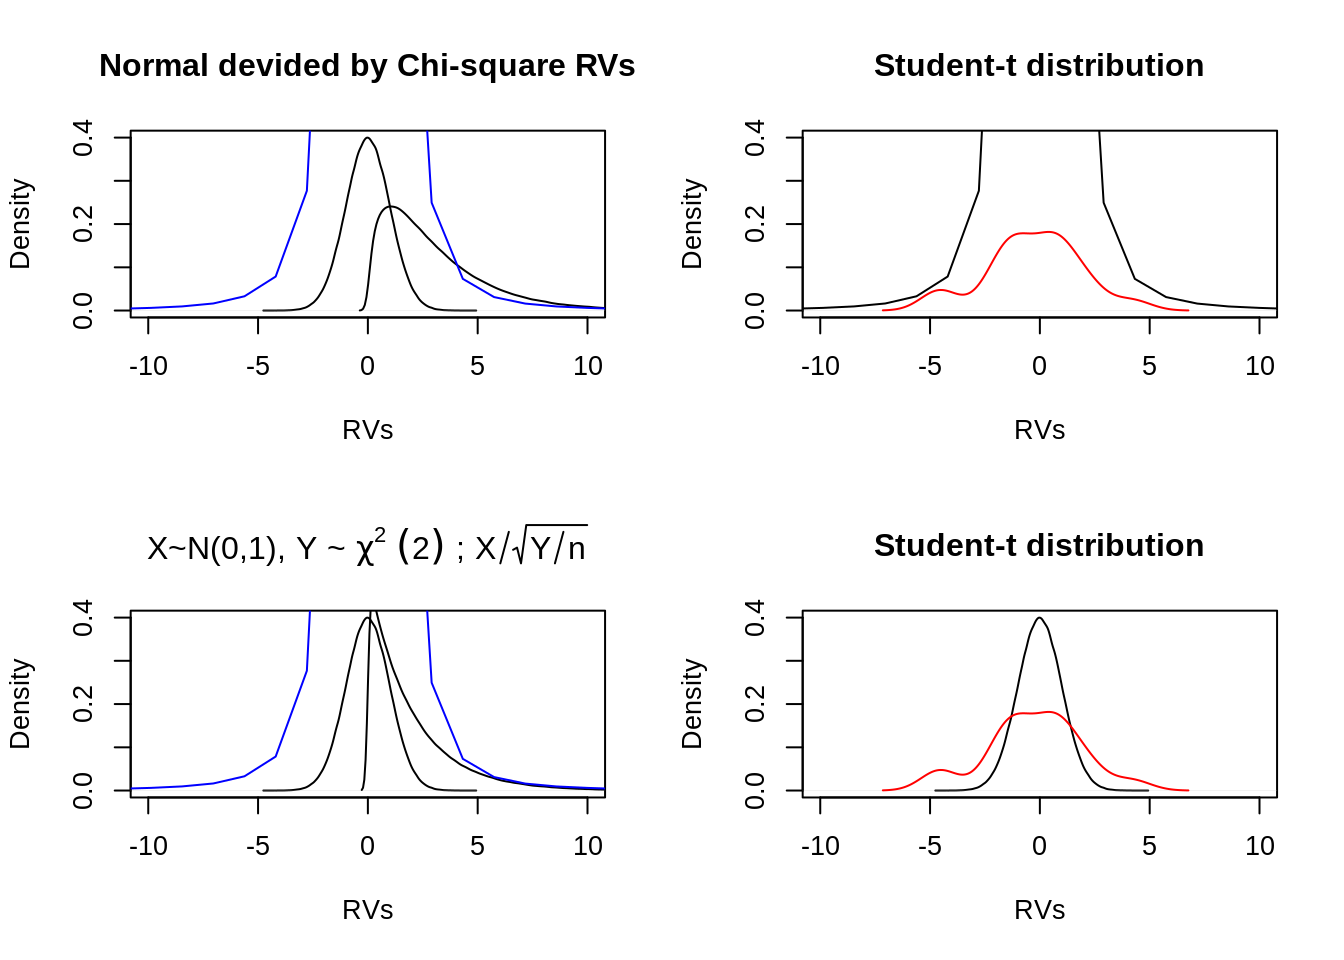 Normal devided by Chi-square RVs
Density
0.0 0.2 0.4
-10 -5 0 5 10
RVs
Student-t distribution
Density
0.0 0.2 0.4
-10 -5 0 5 10
RVs
X~N(0,1), Y ~ χ² (2) ; X/√Y/n
Density
0.0 0.2 0.4
-10 -5 0 5 10
RVs
Student-t distribution
Density
0.0 0.2 0.4
-10 -5 0 5 10
RVs